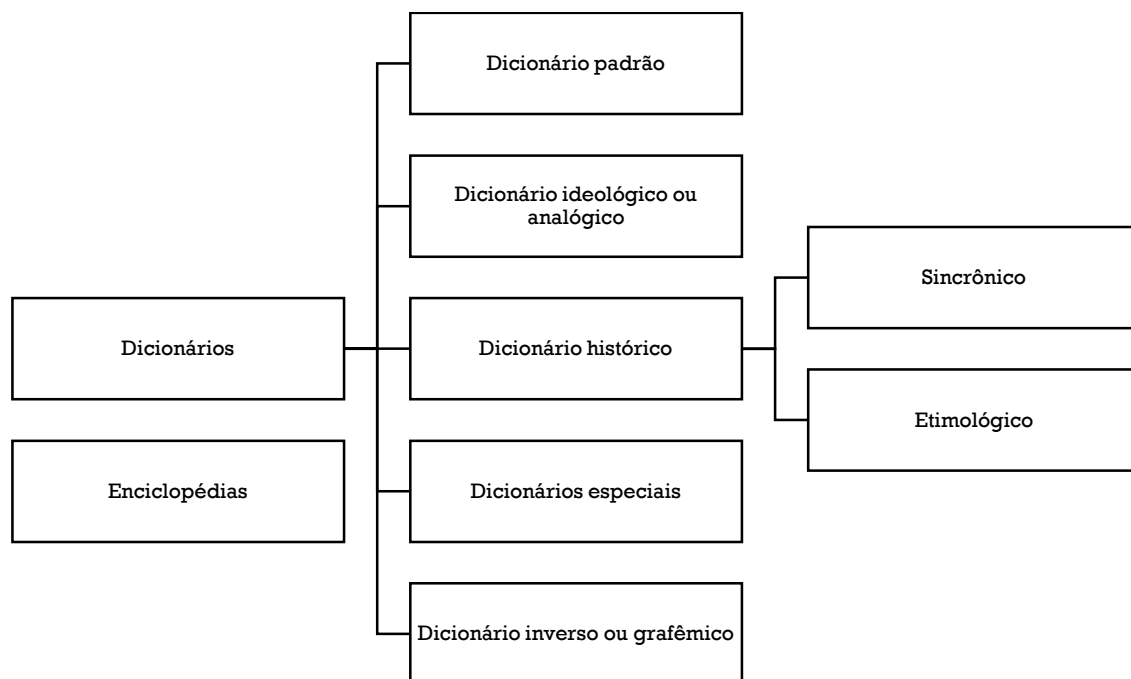 Dicionário padrão
Dicionário ideológico ou
analógico
Sincrônico
Dicionários
Dicionário histórico
Etimológico
Enciclopédias
Dicionários especiais
Dicionário inverso ou grafêmico